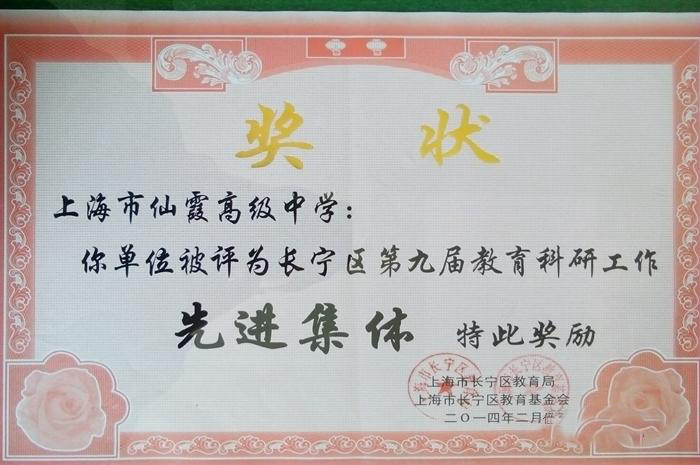 奖 状
上海市仙霞高级中学：
你单位被评为长宁区第九届教育科研工作
先进集体 特此奖励
上海市长宁区教育局
上海市长宁区教育基金会
二〇一四年二月